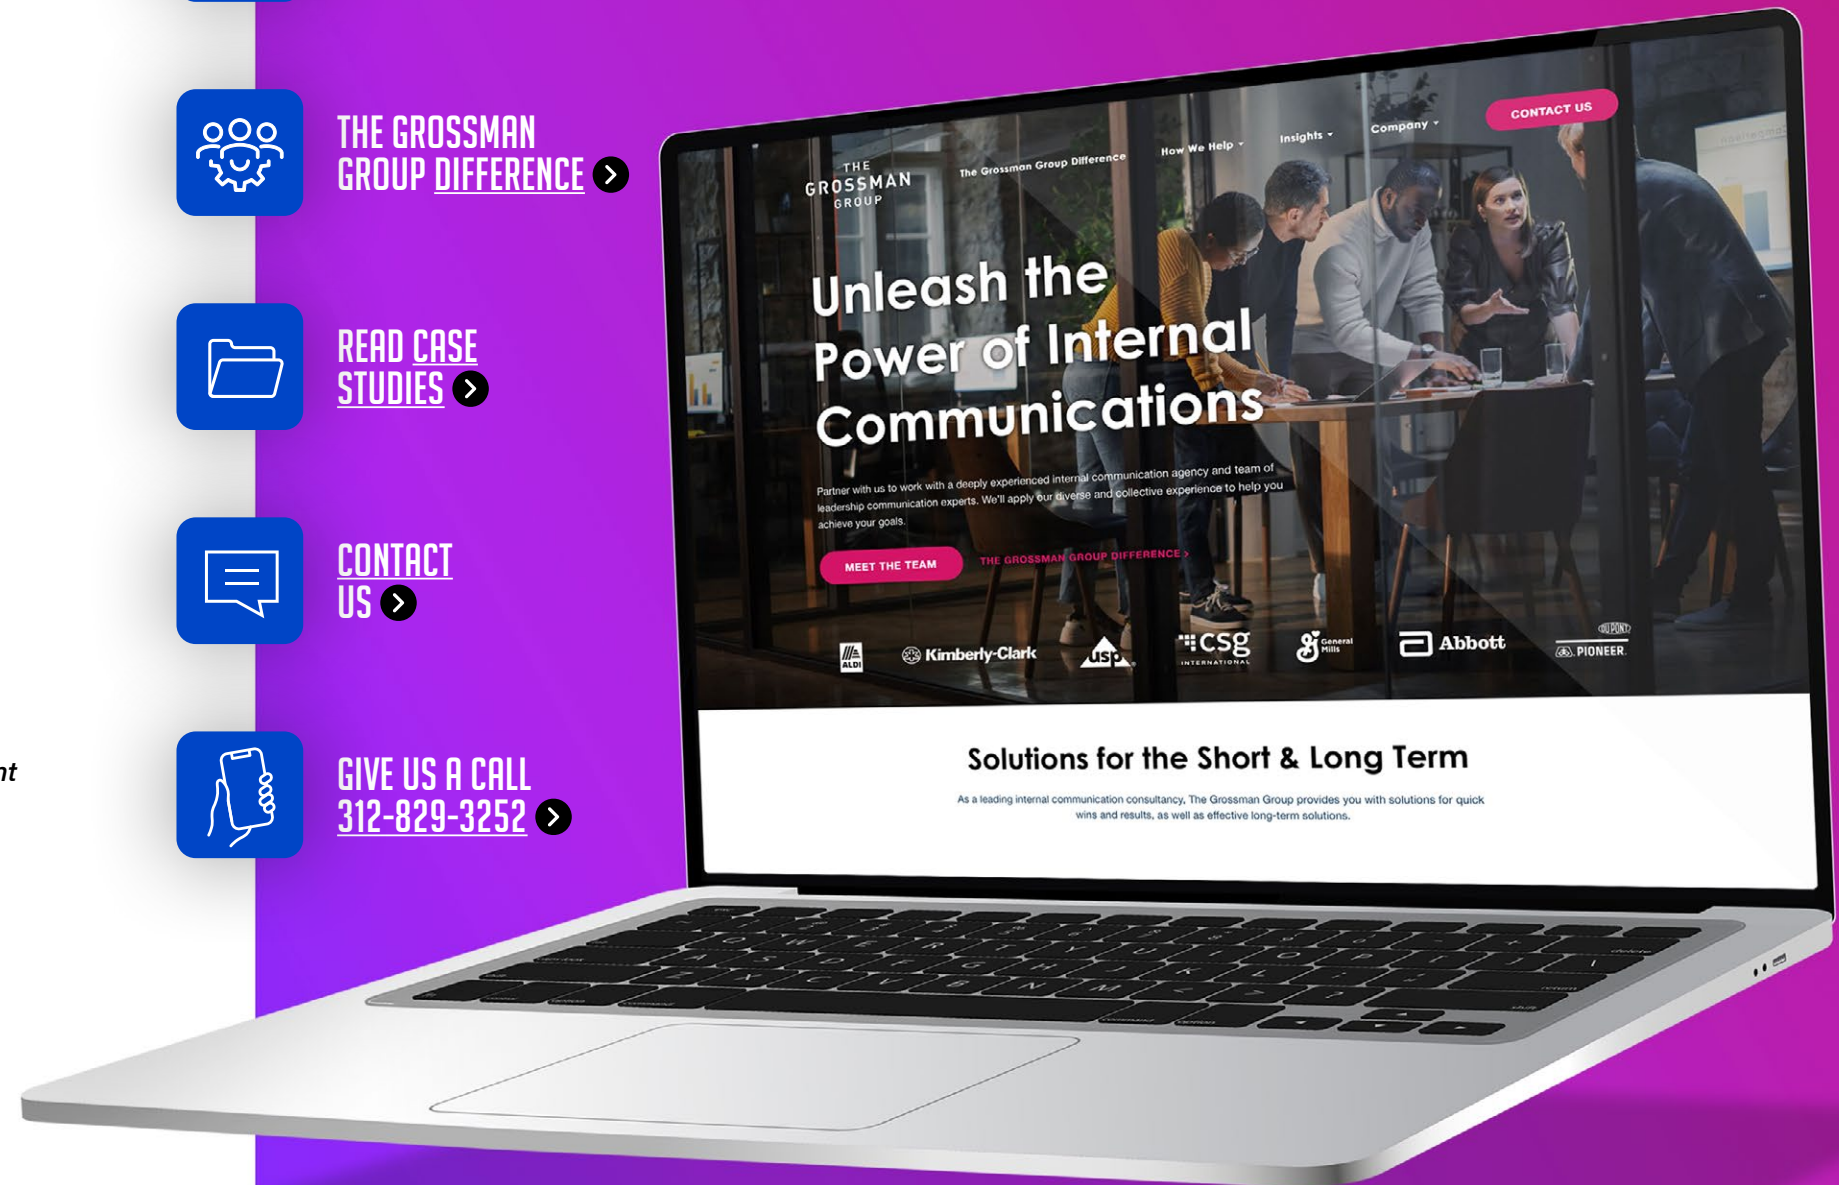 THE GROSSMAN
GROUP DIFFERENCE
READ CASE
STUDIES
CONTACT
US
GIVE US A CALL
312-829-3252
nt
THE
GROSSMAN
GROUP
The Grossman Group Difference
How We Help
Insights
Company
CONTACT US
Unleash the
Power of Internal
Communications
Partner with us to work with a deeply experienced internal communication agency and team of
leadership communication experts. We'll apply our diverse and collective experience to help you
achieve your goals.
MEET THE TEAM
THE GROSSMAN GROUP DIFFERENCE >
ALDI
Kimberly-Clark
usp
csg
INTERNATIONAL
General
Mills
Abbott
DU PONT
PIONEER.
Solutions for the Short & Long Term
As a leading internal communication consultancy, The Grossman Group provides you with solutions for quick
wins and results, as well as effective long-term solutions.